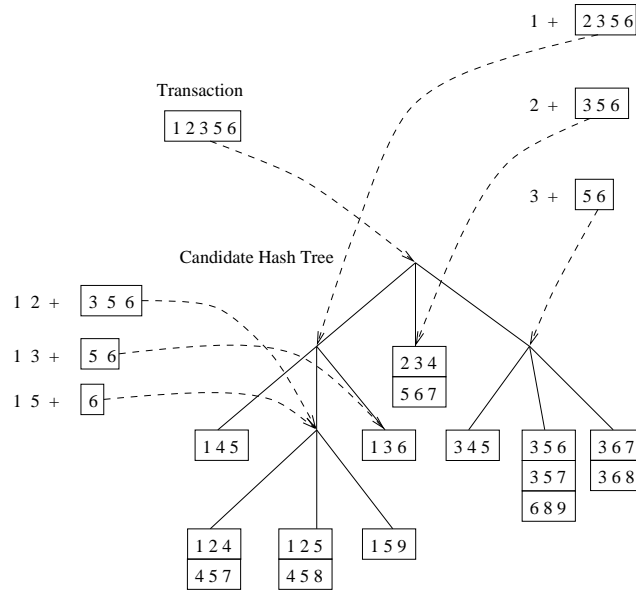 1 + 2 3 5 6
Transaction
2 + 3 5 6
1 2 3 5 6
3 + 5 6
Candidate Hash Tree
1 2 + 3 5 6
1 3 + 5 6
1 5 + 6
2 3 4
5 6 7
1 4 5
1 3 6
3 4 5
3 5 6
3 5 7
6 8 9
3 6 7
3 6 8
1 2 4
4 5 7
1 2 5
4 5 8
1 5 9